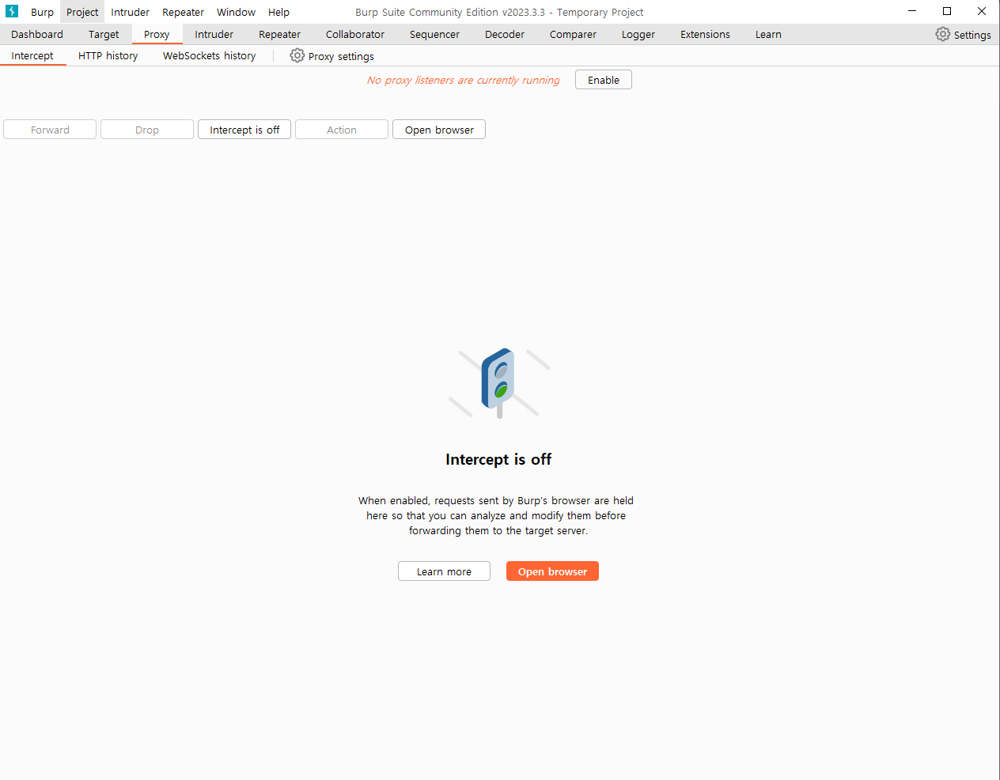 Burp Project Intruder Repeater Window Help Burp Suite Community Edition v2023.3.3 - Temporary Project
Dashboard Target Proxy Intruder Repeater Collaborator Sequencer Decoder Comparer Logger Extensions Learn Settings
Intercept HTTP history WebSockets history Proxy settings
No proxy listeners are currently running Enable
Forward Drop Intercept is off Action Open browser
Intercept is off
When enabled, requests sent by Burp's browser are held
here so that you can analyze and modify them before
forwarding them to the target server.
Learn more Open browser